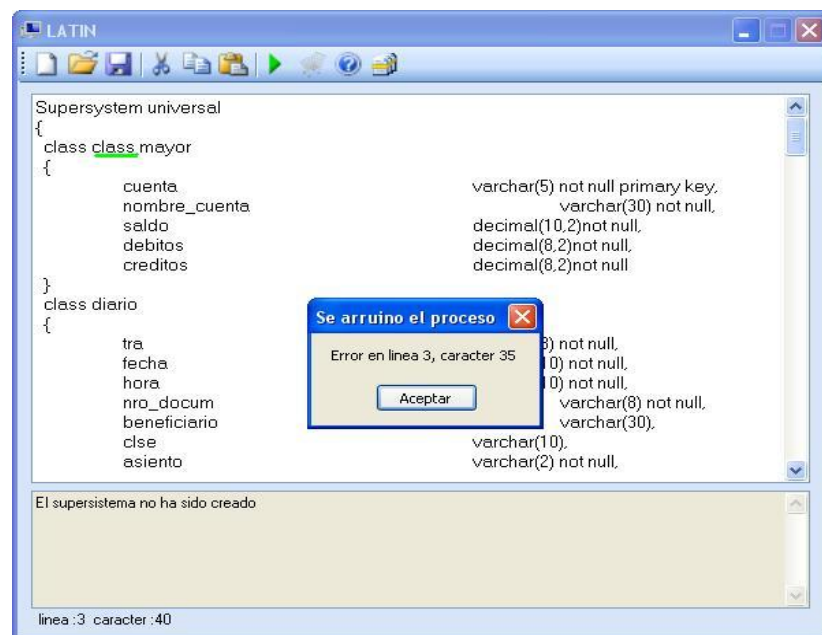 LATIN
Supersystem universal
{
class class mayor
{
cuenta varchar(5) not null primary key,
nombre_cuenta varchar(30) not null,
saldo decimal(10,2)not null,
debitos decimal(8,2)not null,
creditos decimal(8,2)not null
}
class diario
{
Se arruino el proceso
Error en linea 3, caracter 35
Aceptar
tra 8) not null,
fecha 0) not null,
hora 0) not null,
nro_docum varchar(8) not null,
beneficiario varchar(30),
clse varchar(10),
asiento varchar(2) not null,
El supersistema no ha sido creado
linea :3 caracter :40